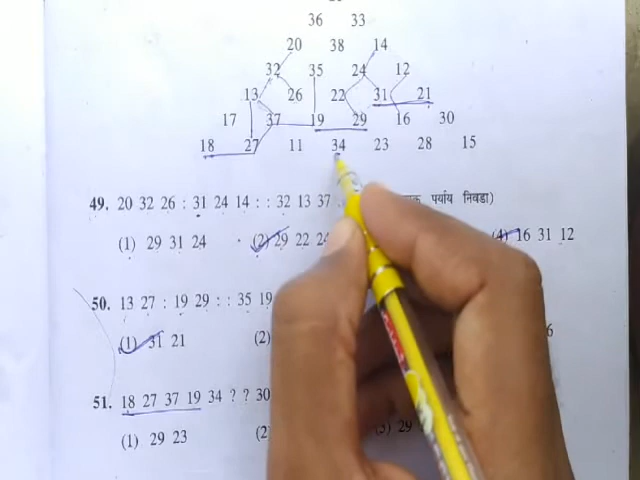 36 33
20 38 14
32 35 24 12
13 26 22 31 21
17 37 19 29 16 30
18 27 11 34 23 28 15
49. 20 32 26 : 31 24 14 : : 32 13 37 पर्याय निवडा)
(1) 29 31 24 (2) 29 22 24 (4) 16 31 12
50. 13 27 : 19 29 : : 35 19
(1) 31 21 (2) 6
51. 18 27 37 19 34 ? ? 30
(1) 29 23 (2) (3) 29